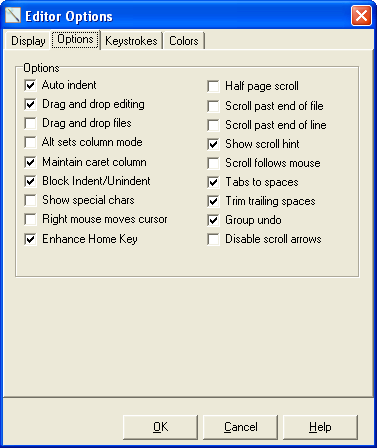 Editor Options
Display Options Keystrokes Colors
Options
Auto indent
Drag and drop editing
Drag and drop files
Alt sets column mode
Maintain caret column
Block Indent/Unindent
Show special chars
Right mouse moves cursor
Enhance Home Key
Half page scroll
Scroll past end of file
Scroll past end of line
Show scroll hint
Scroll follows mouse
Tabs to spaces
Trim trailing spaces
Group undo
Disable scroll arrows
OK Cancel Help